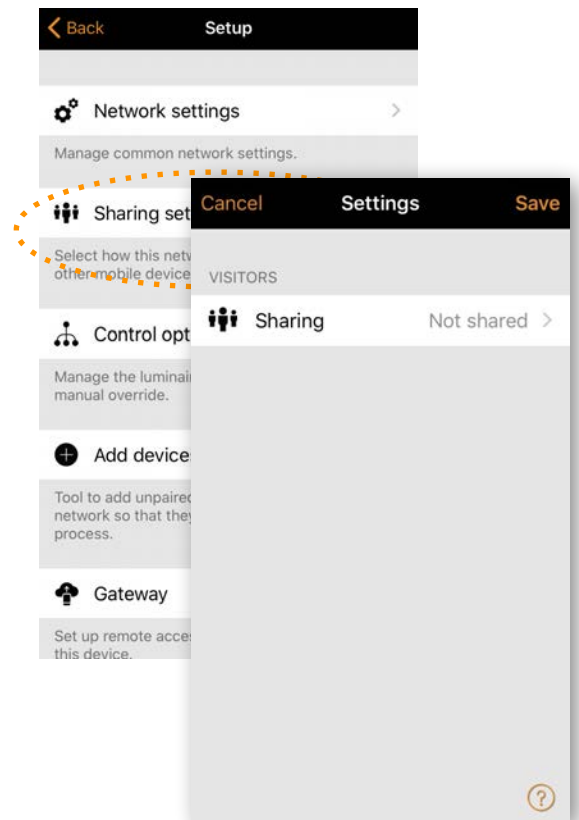 Back
Setup
Network settings
Manage common network settings.
Sharing set
Select how this netw
other mobile device
Control opt
Manage the luminai
manual override.
Add device
Tool to add unpaired
network so that they
process.
Gateway
Set up remote acce
this device.
Cancel
Settings
Save
VISITORS
Sharing
Not shared
?